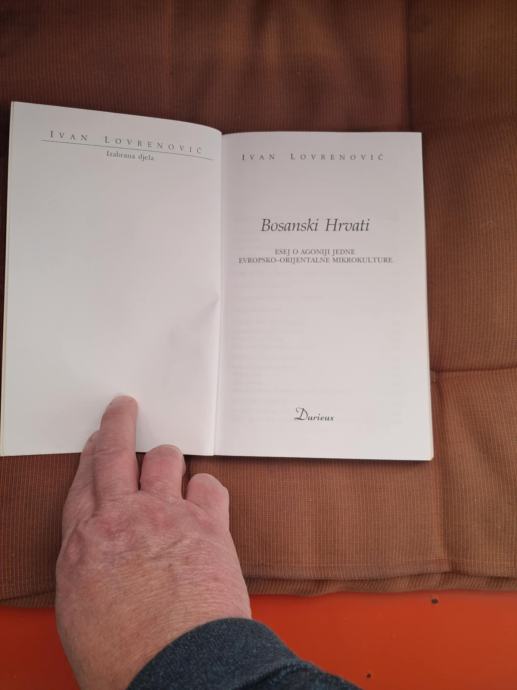 IVAN LOVRENOVIĆ
Izabrana djela
IVAN LOVRENOVIĆ
Bosanski Hrvati
ESEJ O AGONIJI JEDNE
EVROPSKO-ORIJENTALNE MIKROKULTURE
Durieux